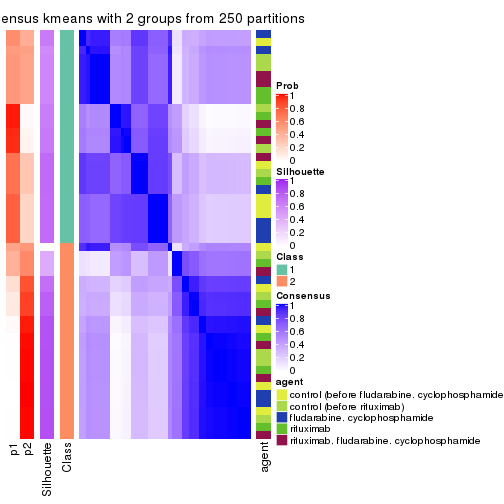 ensus kmeans with 2 groups from 250 partitions
Prob
1
0.8
0.6
0.4
0.2
0
Silhouette
1
0.8
0.6
0.4
0.2
0
Class
1
2
Consensus
1
0.8
0.6
0.4
0.2
0
agent
control (before fludarabine. cyclophosphamide
control (before rituximab)
fludarabine. cyclophosphamide
rituximab
rituximab. fludarabine. cyclophosphamide
p1
p2
Silhouette
Class
agent